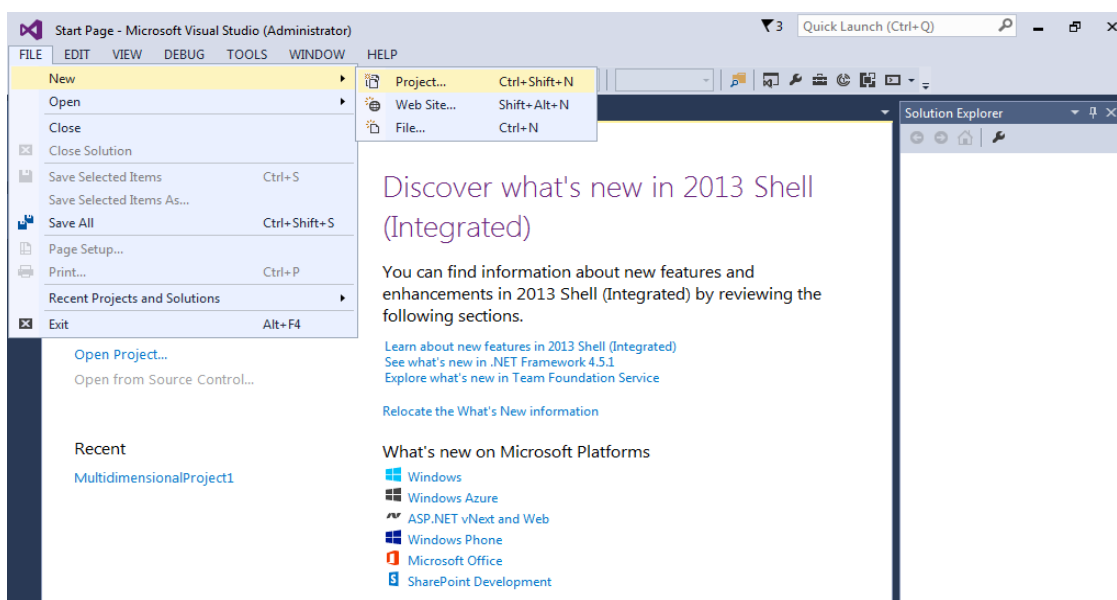 Start Page - Microsoft Visual Studio (Administrator)
3
Quick Launch (Ctrl+Q)
FILE EDIT VIEW DEBUG TOOLS WINDOW HELP
New
Project... Ctrl+Shift+N
Web Site... Shift+Alt+N
File... Ctrl+N
Open
Close
Close Solution
Save Selected Items Ctrl+S
Save Selected Items As...
Save All Ctrl+Shift+S
Page Setup...
Print... Ctrl+P
Recent Projects and Solutions
Exit Alt+F4
Open Project...
Open from Source Control...
Recent
MultidimensionalProject1
Discover what's new in 2013 Shell
(Integrated)
You can find information about new features and
enhancements in 2013 Shell (Integrated) by reviewing the
following sections.
Learn about new features in 2013 Shell (Integrated)
See what's new in .NET Framework 4.5.1
Explore what's new in Team Foundation Service
Relocate the What's New information
What's new on Microsoft Platforms
Windows
Windows Azure
ASP.NET vNext and Web
Windows Phone
Microsoft Office
SharePoint Development
Solution Explorer